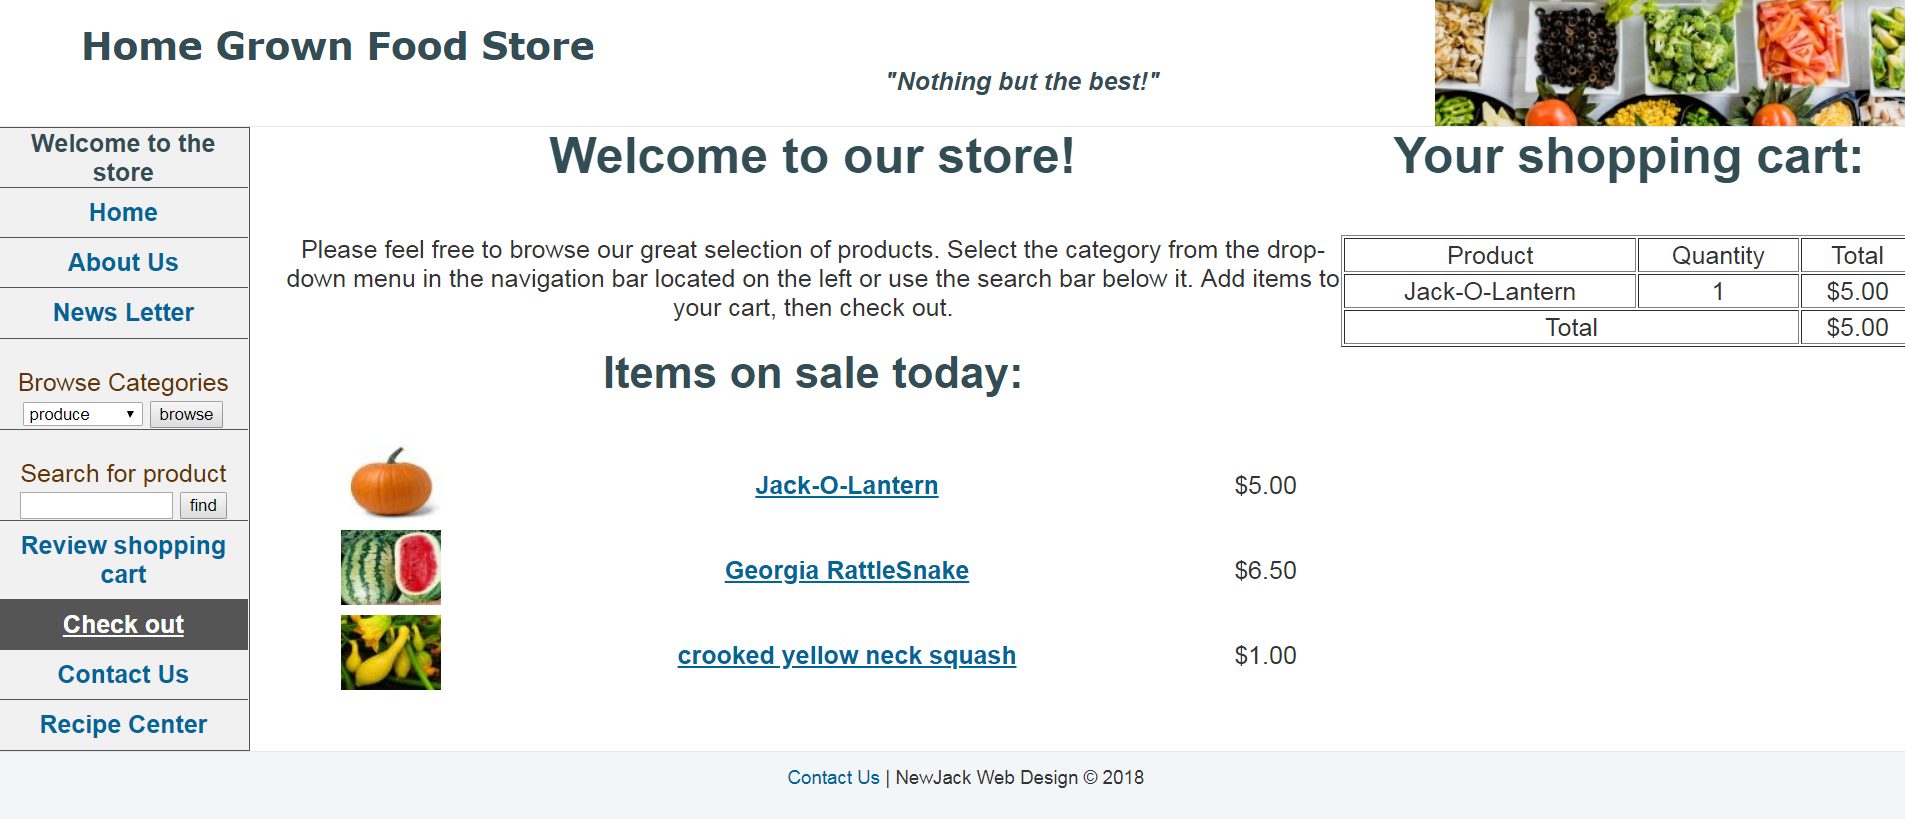 Home Grown Food Store
"Nothing but the best!"
Welcome to the
store
Home
About Us
News Letter
Browse Categories
produce browse
Search for product
find
Review shopping
cart
Check out
Contact Us
Recipe Center
Welcome to our store!
Please feel free to browse our great selection of products. Select the category from the drop-
down menu in the navigation bar located on the left or use the search bar below it. Add items to
your cart, then check out.
Items on sale today:
Jack-O-Lantern $5.00
Georgia RattleSnake $6.50
crooked yellow neck squash $1.00
Your shopping cart:
Product Quantity Total
Jack-O-Lantern 1 $5.00
Total $5.00
Contact Us | NewJack Web Design © 2018